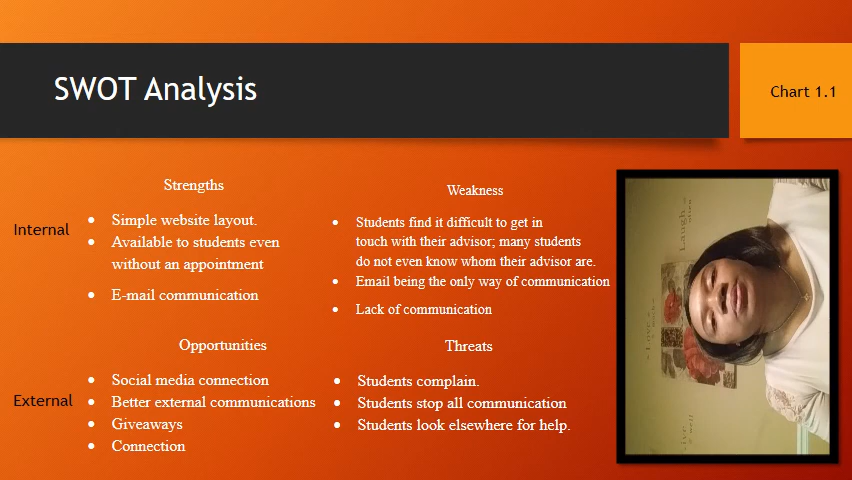 SWOT Analysis
Chart 1.1
Strengths
Internal
• Simple website layout.
• Available to students even
without an appointment
• E-mail communication
Weakness
• Students find it difficult to get in
touch with their advisor; many students
do not even know whom their advisor are.
• Email being the only way of communication
• Lack of communication
Opportunities
External
• Social media connection
• Better external communications
• Giveaways
• Connection
Threats
• Students complain.
• Students stop all communication
• Students look elsewhere for help.
Laugh
often